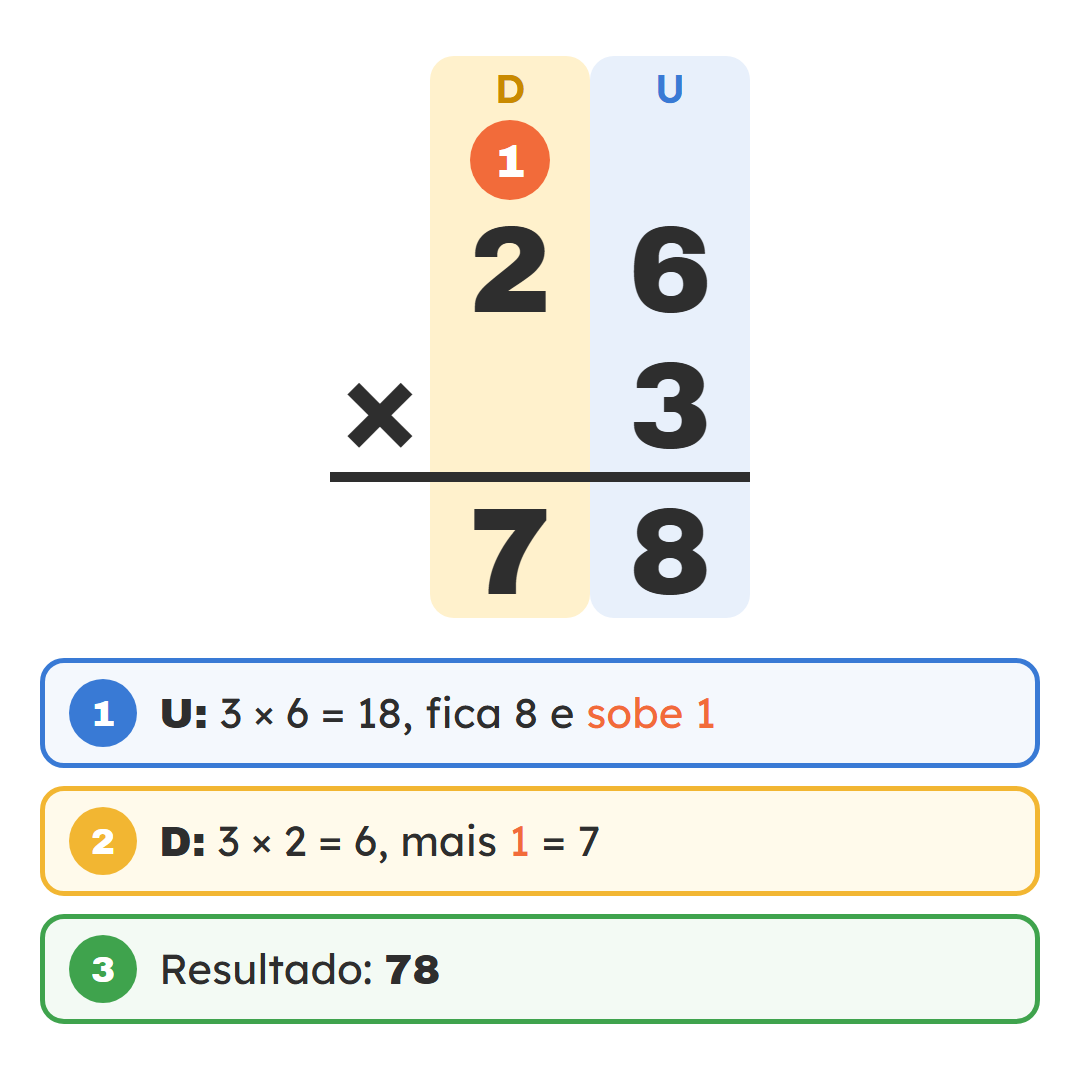 D U
1
2 6
× 3
7 8
1 U: 3 × 6 = 18, fica 8 e sobe 1
2 D: 3 × 2 = 6, mais 1 = 7
3 Resultado: 78